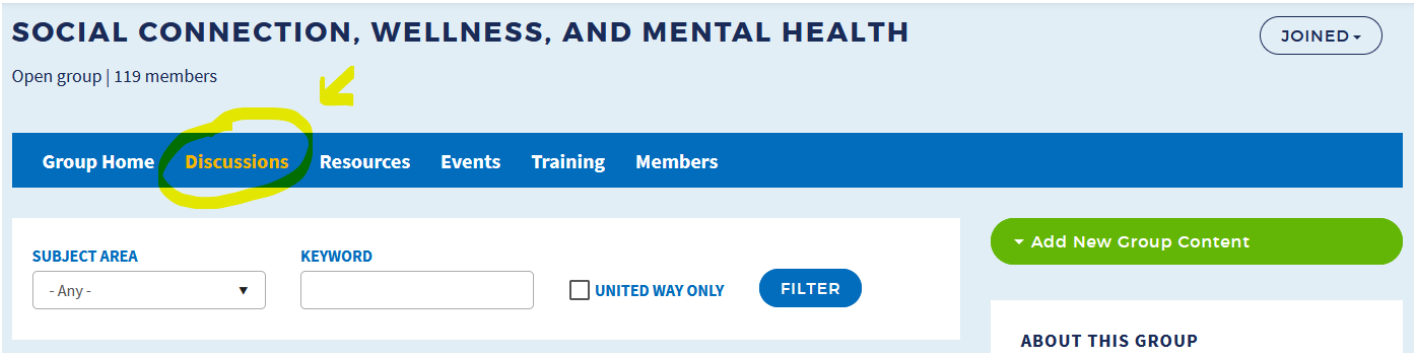 SOCIAL CONNECTION, WELLNESS, AND MENTAL HEALTH
JOINED
Open group | 119 members
Group Home Discussions Resources Events Training Members
Add New Group Content
SUBJECT AREA KEYWORD
- Any - UNITED WAY ONLY FILTER
ABOUT THIS GROUP